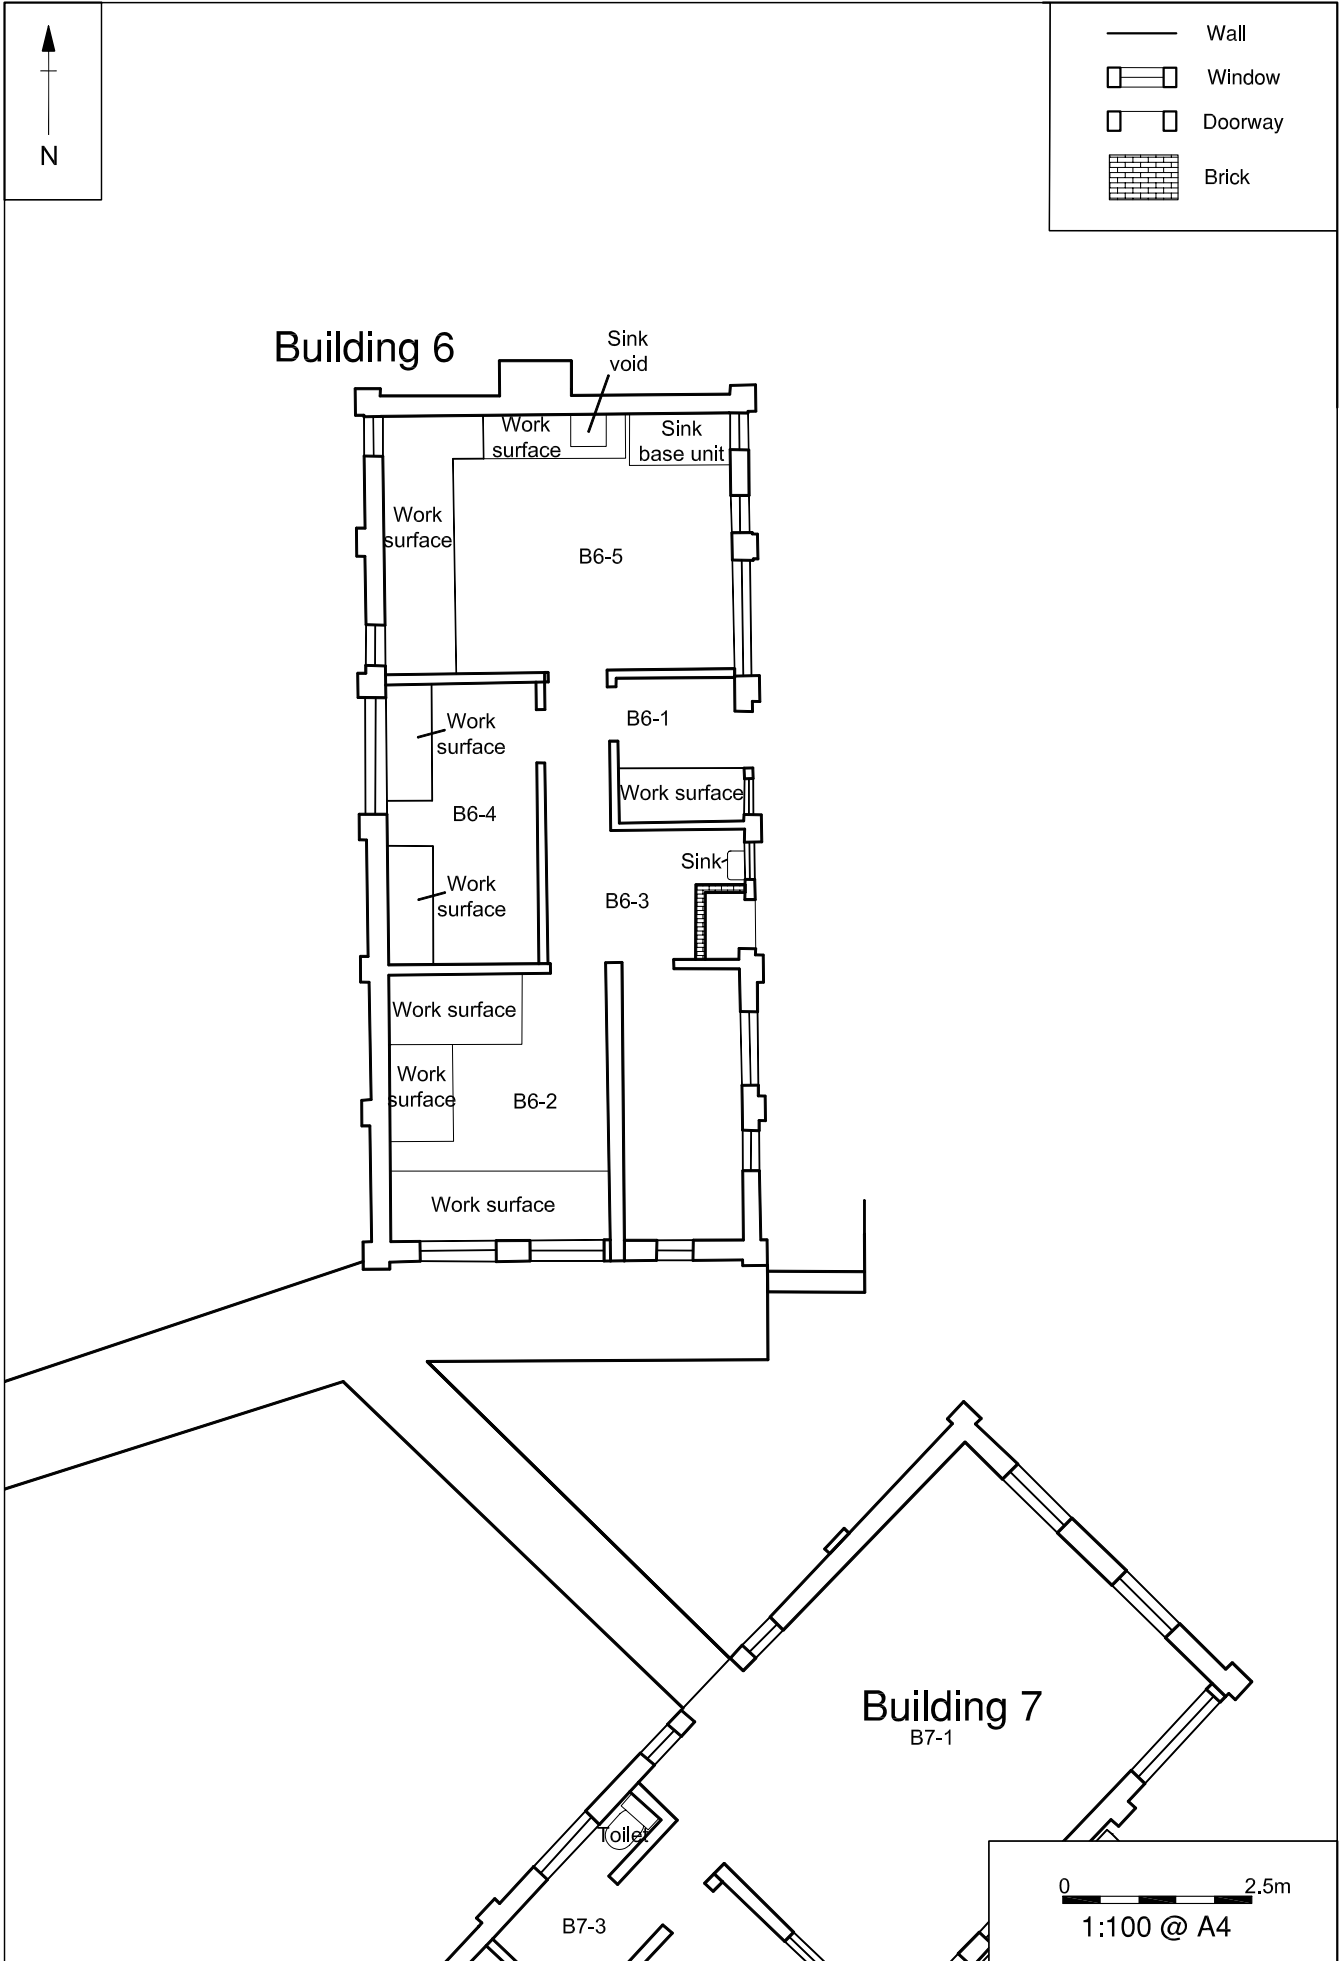 N
Wall
Window
Doorway
Brick
Building 6
Sink
void
Work
surface
Sink
base unit
Work
surface
B6-5
B6-1
Work
surface
Work surface
B6-4
Sink
Work
surface
B6-3
Work surface
Work
surface
B6-2
Work surface
Building 7
B7-1
Toilet
B7-3
0 2.5m
1:100 @ A4